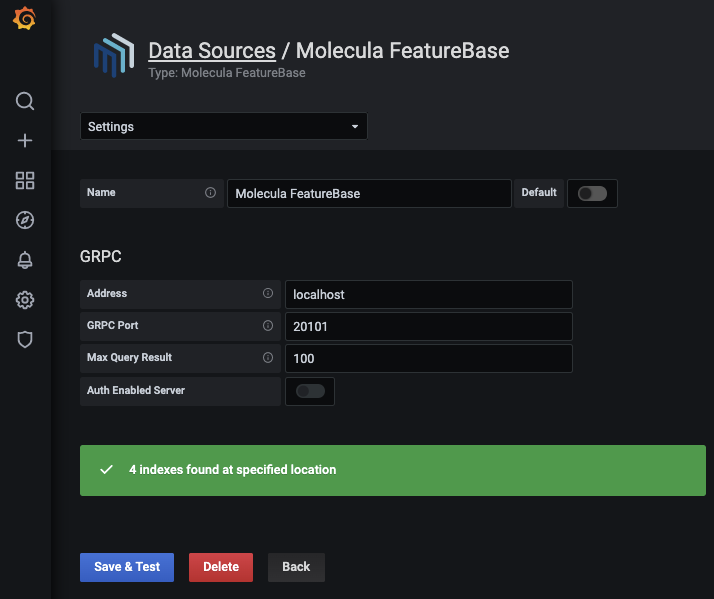 Data Sources / Molecula FeatureBase
Type: Molecula FeatureBase
Settings
Name Molecula FeatureBase Default
GRPC
Address localhost
GRPC Port 20101
Max Query Result 100
Auth Enabled Server
4 indexes found at specified location
Save & Test Delete Back